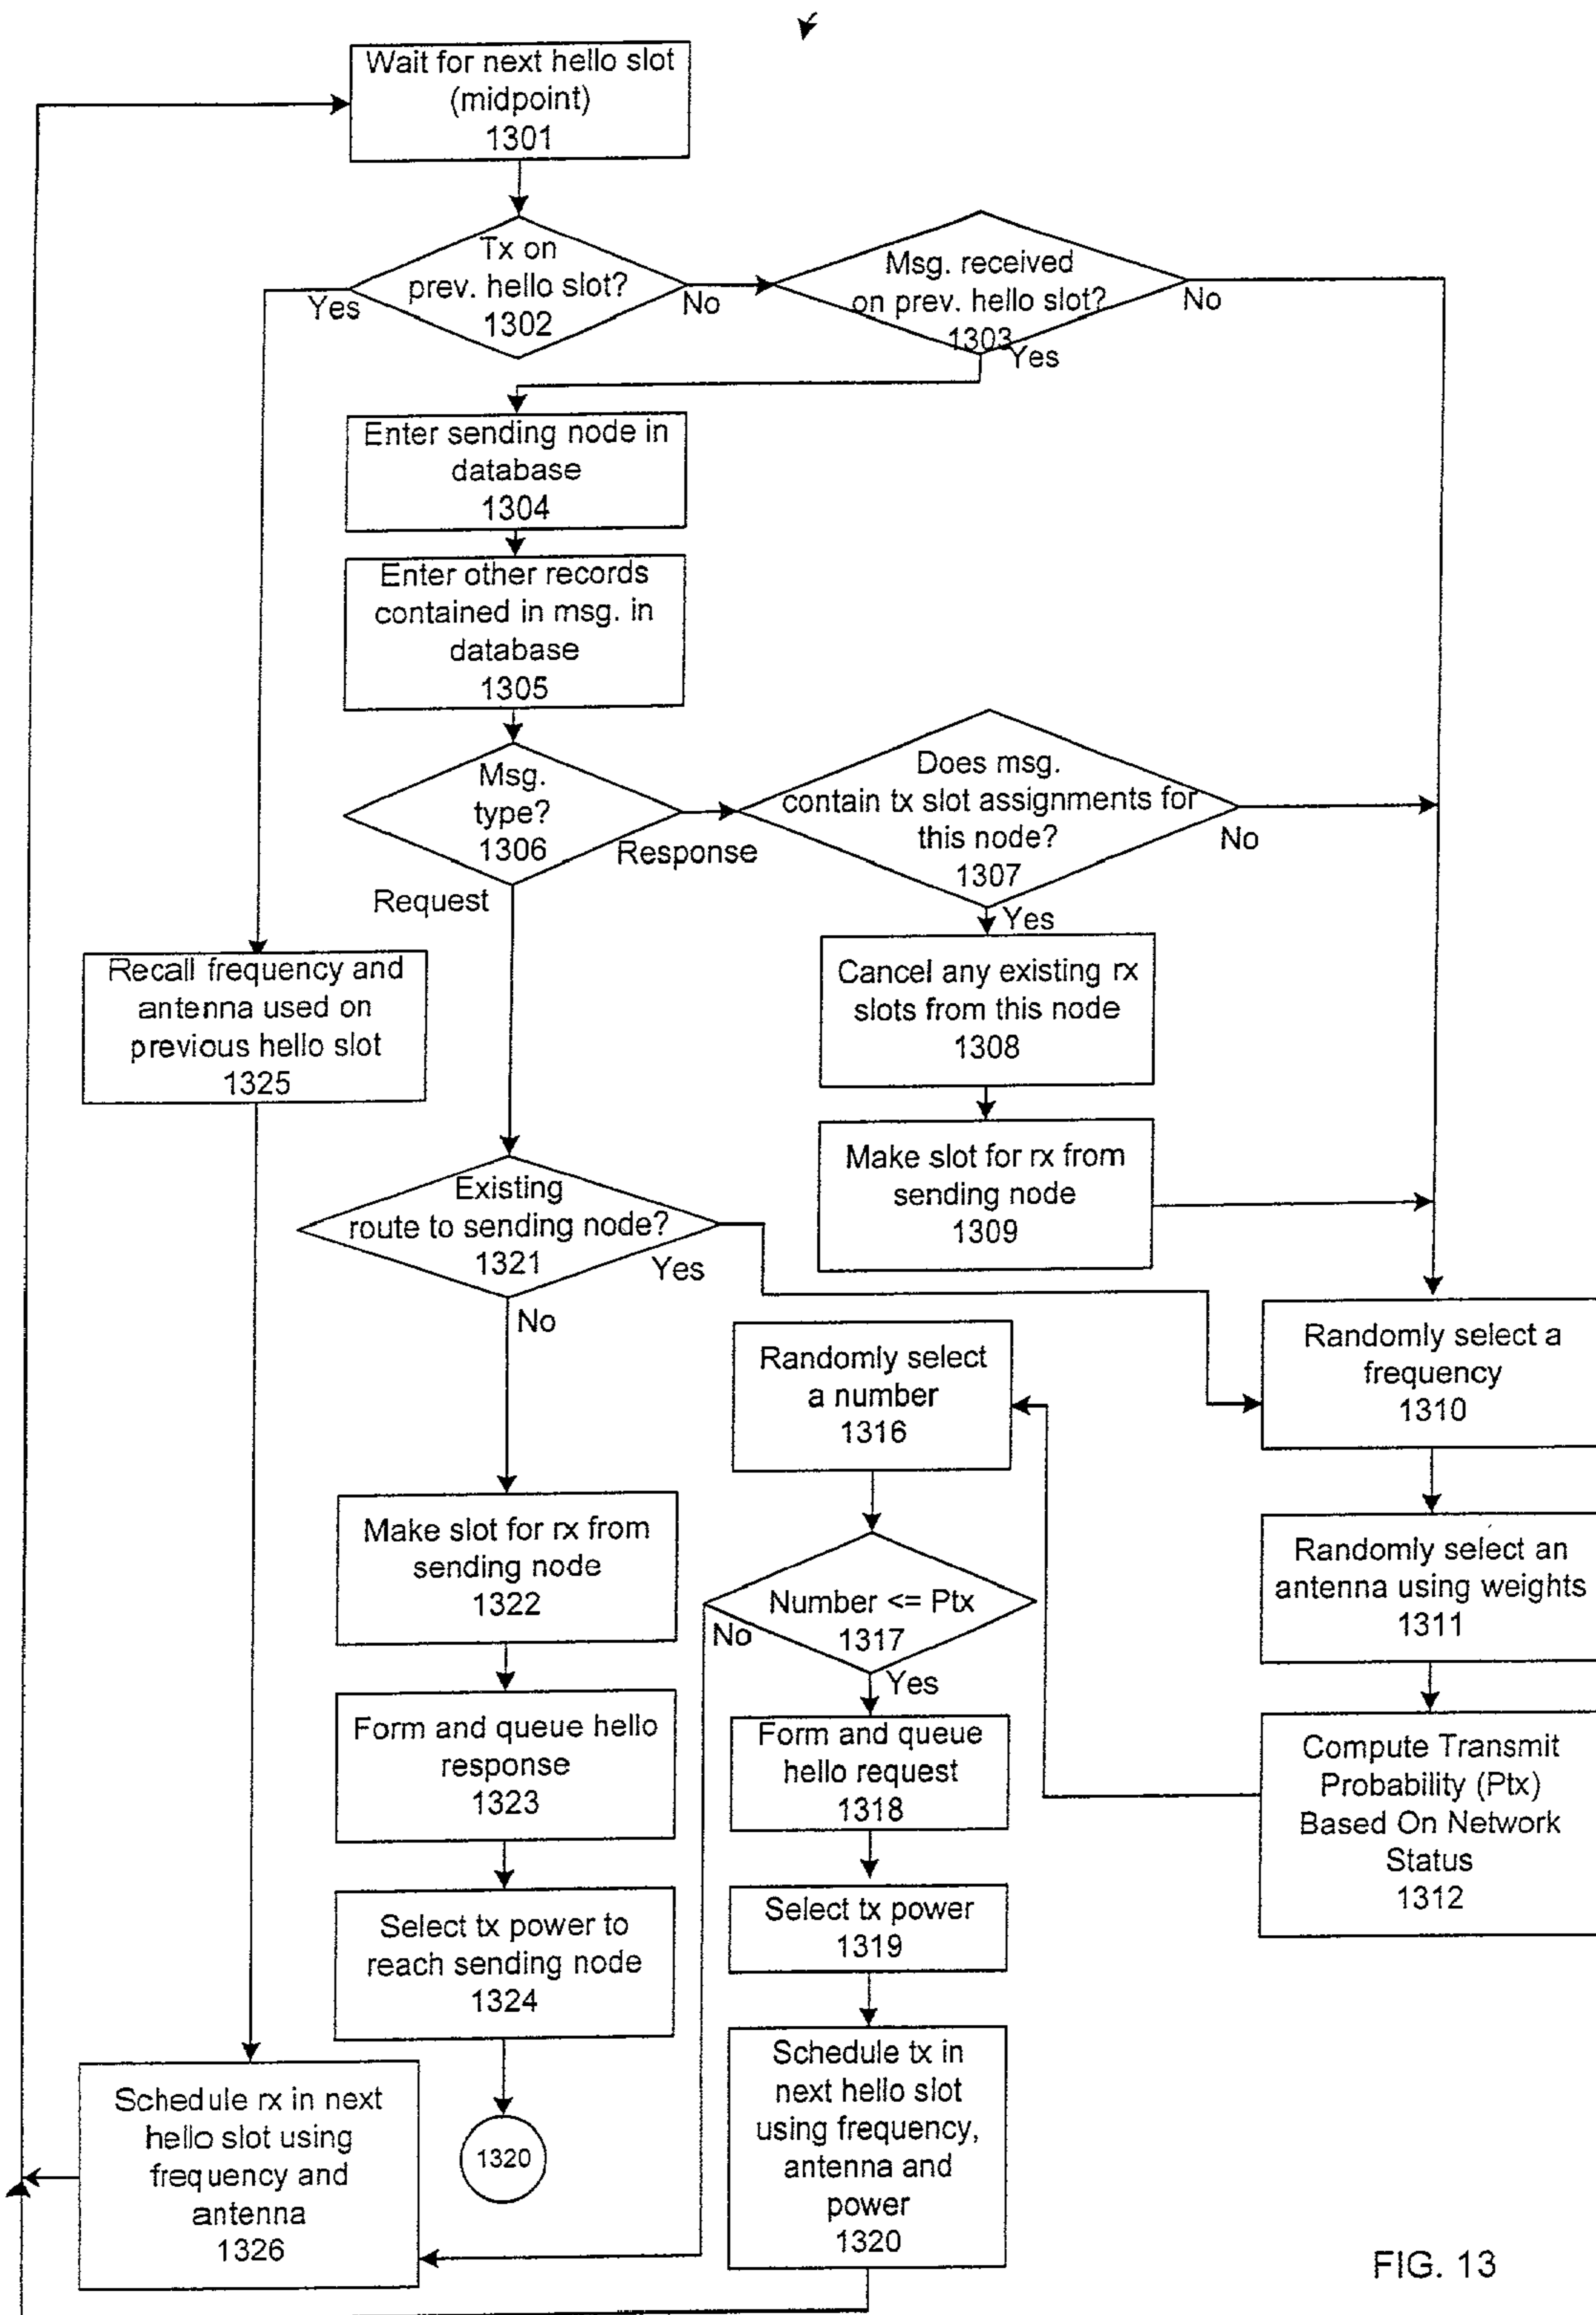 Wait for next hello slot
(midpoint)
1301
Tx on
prev. hello slot?
1302
Yes
No
Msg. received
on prev. hello slot?
1303
No
Yes
Enter sending node in
database
1304
Enter other records
contained in msg. in
database
1305
Msg.
type?
1306
Response
Request
Does msg.
contain tx slot assignments for
this node?
1307
No
Yes
Cancel any existing rx
slots from this node
1308
Make slot for rx from
sending node
1309
Recall frequency and
antenna used on
previous hello slot
1325
Existing
route to sending node?
1321
Yes
No
Randomly select
a number
1316
Randomly select a
frequency
1310
Randomly select an
antenna using weights
1311
Compute Transmit
Probability (Ptx)
Based On Network
Status
1312
Make slot for rx from
sending node
1322
Number <= Ptx
1317
No
Yes
Form and queue hello
response
1323
Form and queue
hello request
1318
Select tx power to
reach sending node
1324
Select tx power
1319
1320
Schedule tx in
next hello slot
using frequency,
antenna and
power
1320
Schedule rx in next
hello slot using
frequency and
antenna
1326
FIG. 13